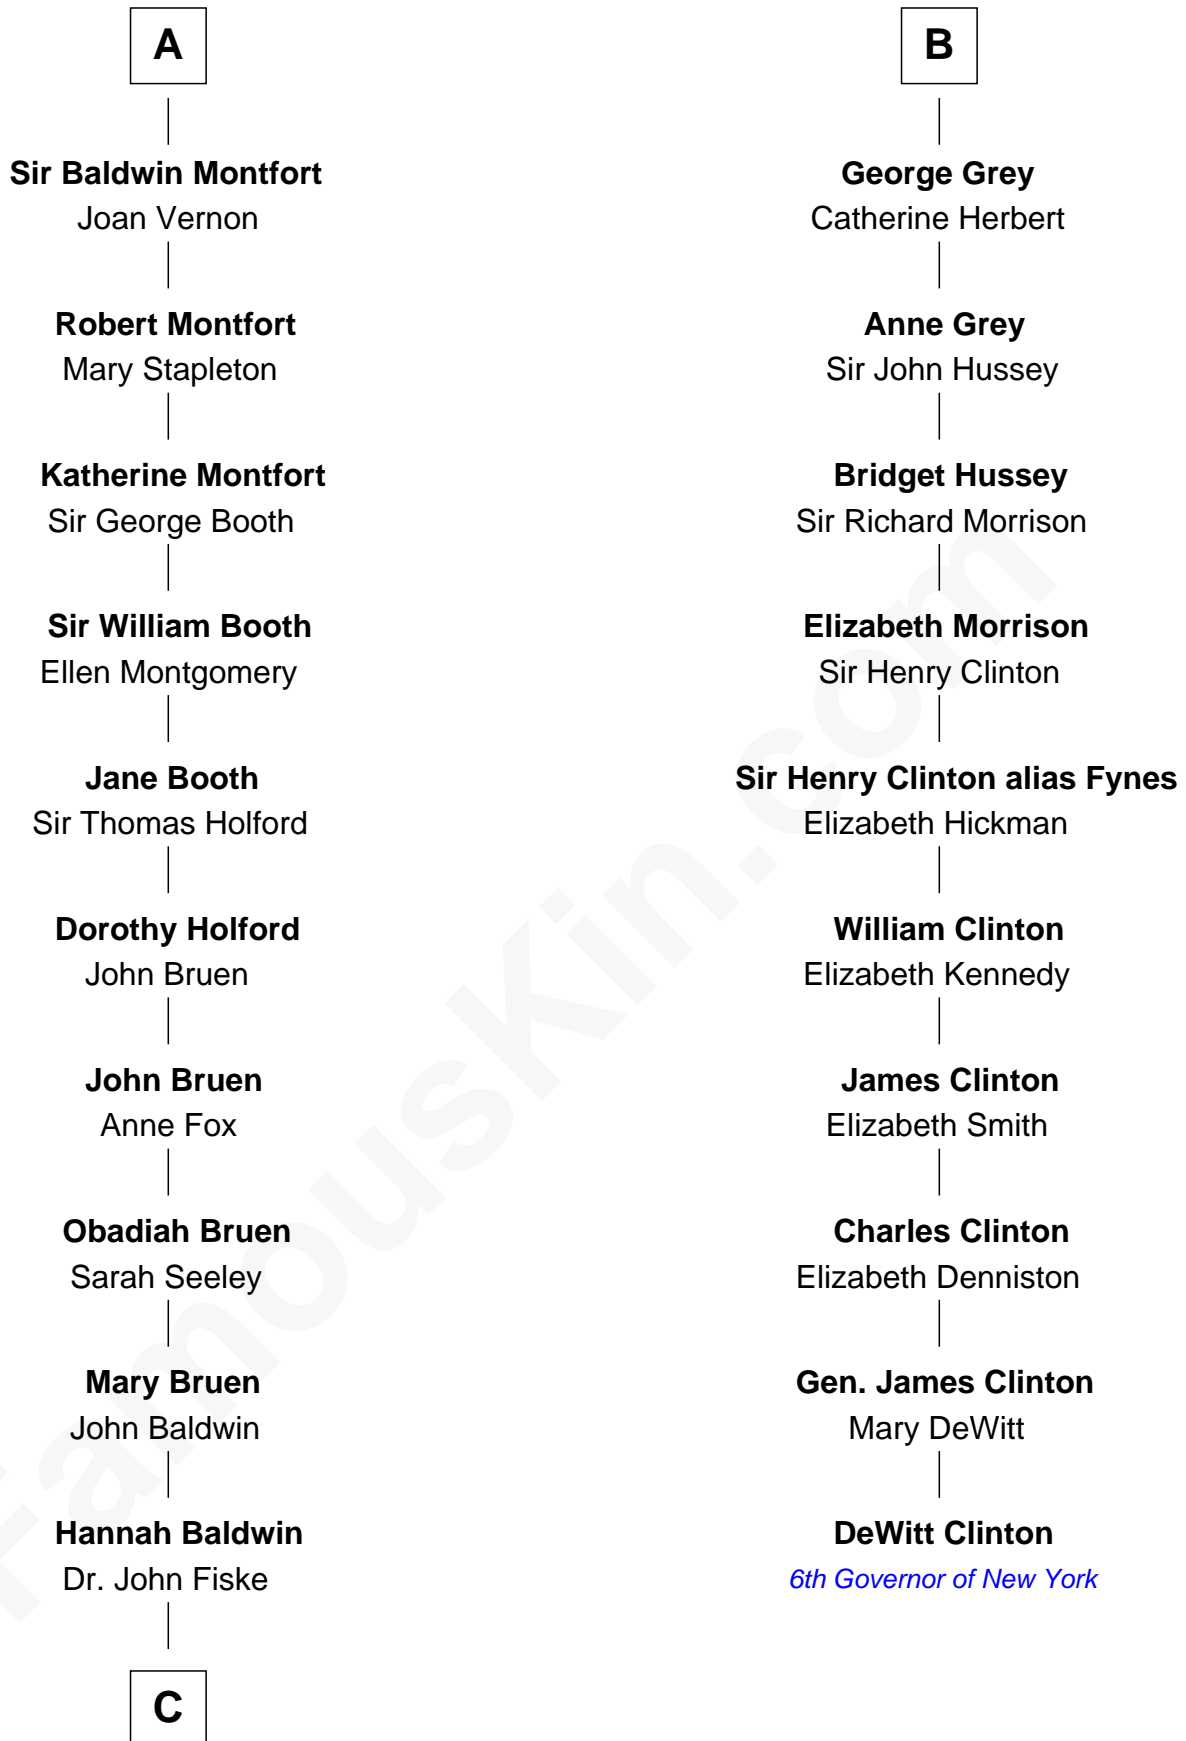 A
Sir Baldwin Montfort
Joan Vernon
Robert Montfort
Mary Stapleton
Katherine Montfort
Sir George Booth
Sir William Booth
Ellen Montgomery
Jane Booth
Sir Thomas Holford
Dorothy Holford
John Bruen
John Bruen
Anne Fox
Obadiah Bruen
Sarah Seeley
Mary Bruen
John Baldwin
Hannah Baldwin
Dr. John Fiske
C
B
George Grey
Catherine Herbert
Anne Grey
Sir John Hussey
Bridget Hussey
Sir Richard Morrison
Elizabeth Morrison
Sir Henry Clinton
Sir Henry Clinton alias Fynes
Elizabeth Hickman
William Clinton
Elizabeth Kennedy
James Clinton
Elizabeth Smith
Charles Clinton
Elizabeth Denniston
Gen. James Clinton
Mary DeWitt
DeWitt Clinton
6th Governor of New York
FamousKin.com